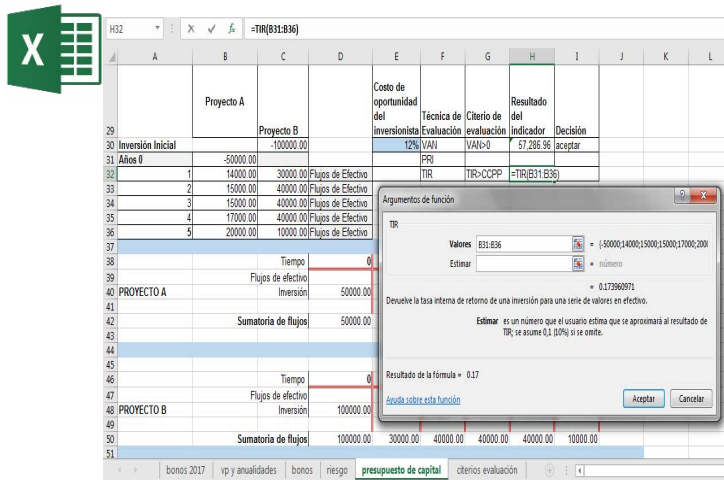 X
H32 =TIR(B31:B36)
A B C D E F G H I J K L
29 Proyecto A Proyecto B Costo de oportunidad del inversionista Técnica de Evaluación Citerio de evaluación Resultado del indicador Decisión
30 Inversión Inicial -100000.00 12% VAN VAN>0 57,286.96 aceptar
31 Años 0 -50000.00 PRI
32 1 14000.00 30000.00 Flujos de Efectivo TIR TIR>CCPP =TIR(B31:B36)
33 2 15000.00 40000.00 Flujos de Efectivo
34 3 15000.00 40000.00 Flujos de Efectivo
35 4 17000.00 40000.00 Flujos de Efectivo
36 5 20000.00 10000.00 Flujos de Efectivo
37
38 Tiempo 0
39 Flujos de efectivo
40 PROYECTO A Inversión 50000.00
41
42 Sumatoria de flujos 50000.00
43
44
45
46 Tiempo 0
47 Flujos de efectivo
48 PROYECTO B Inversión 100000.00
49
50 Sumatoria de flujos 100000.00 30000.00 40000.00 40000.00 40000.00 10000.00
51
Argumentos de función
TIR
Valores B31:B36 = {-50000;14000;15000;15000;17000;200
Estimar = número
= 0.173960971
Devuelve la tasa interna de retorno de una inversión para una serie de valores en efectivo.
Estimar es un número que el usuario estima que se aproximará al resultado de
TIR; se asume 0,1 (10%) si se omite.
Resultado de la fórmula = 0.17
Ayuda sobre esta función Aceptar Cancelar
bonos 2017 vp y anualidades bonos riesgo presupuesto de capital citerios evaluación